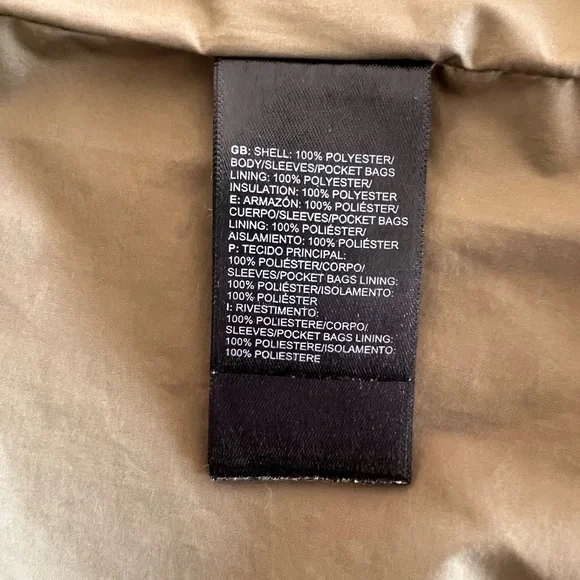 GB: SHELL: 100% POLYESTER/
BODY/SLEEVES/POCKET BAGS
LINING: 100% POLYESTER/
INSULATION: 100% POLYESTER
E: ARMAZÓN: 100% POLIÉSTER/
CUERPO/SLEEVES/POCKET BAGS
LINING: 100% POLIÉSTER/
AISLAMIENTO: 100% POLIÉSTER
P: TECIDO PRINCIPAL:
100% POLIÉSTER/CORPO/
SLEEVES/POCKET BAGS LINING:
100% POLIÉSTER/ISOLAMENTO:
100% POLIÉSTER
I: RIVESTIMENTO:
100% POLIESTERE/CORPO/
SLEEVES/POCKET BAGS LINING:
100% POLIESTERE/ISOLAMENTO:
100% POLIESTERE